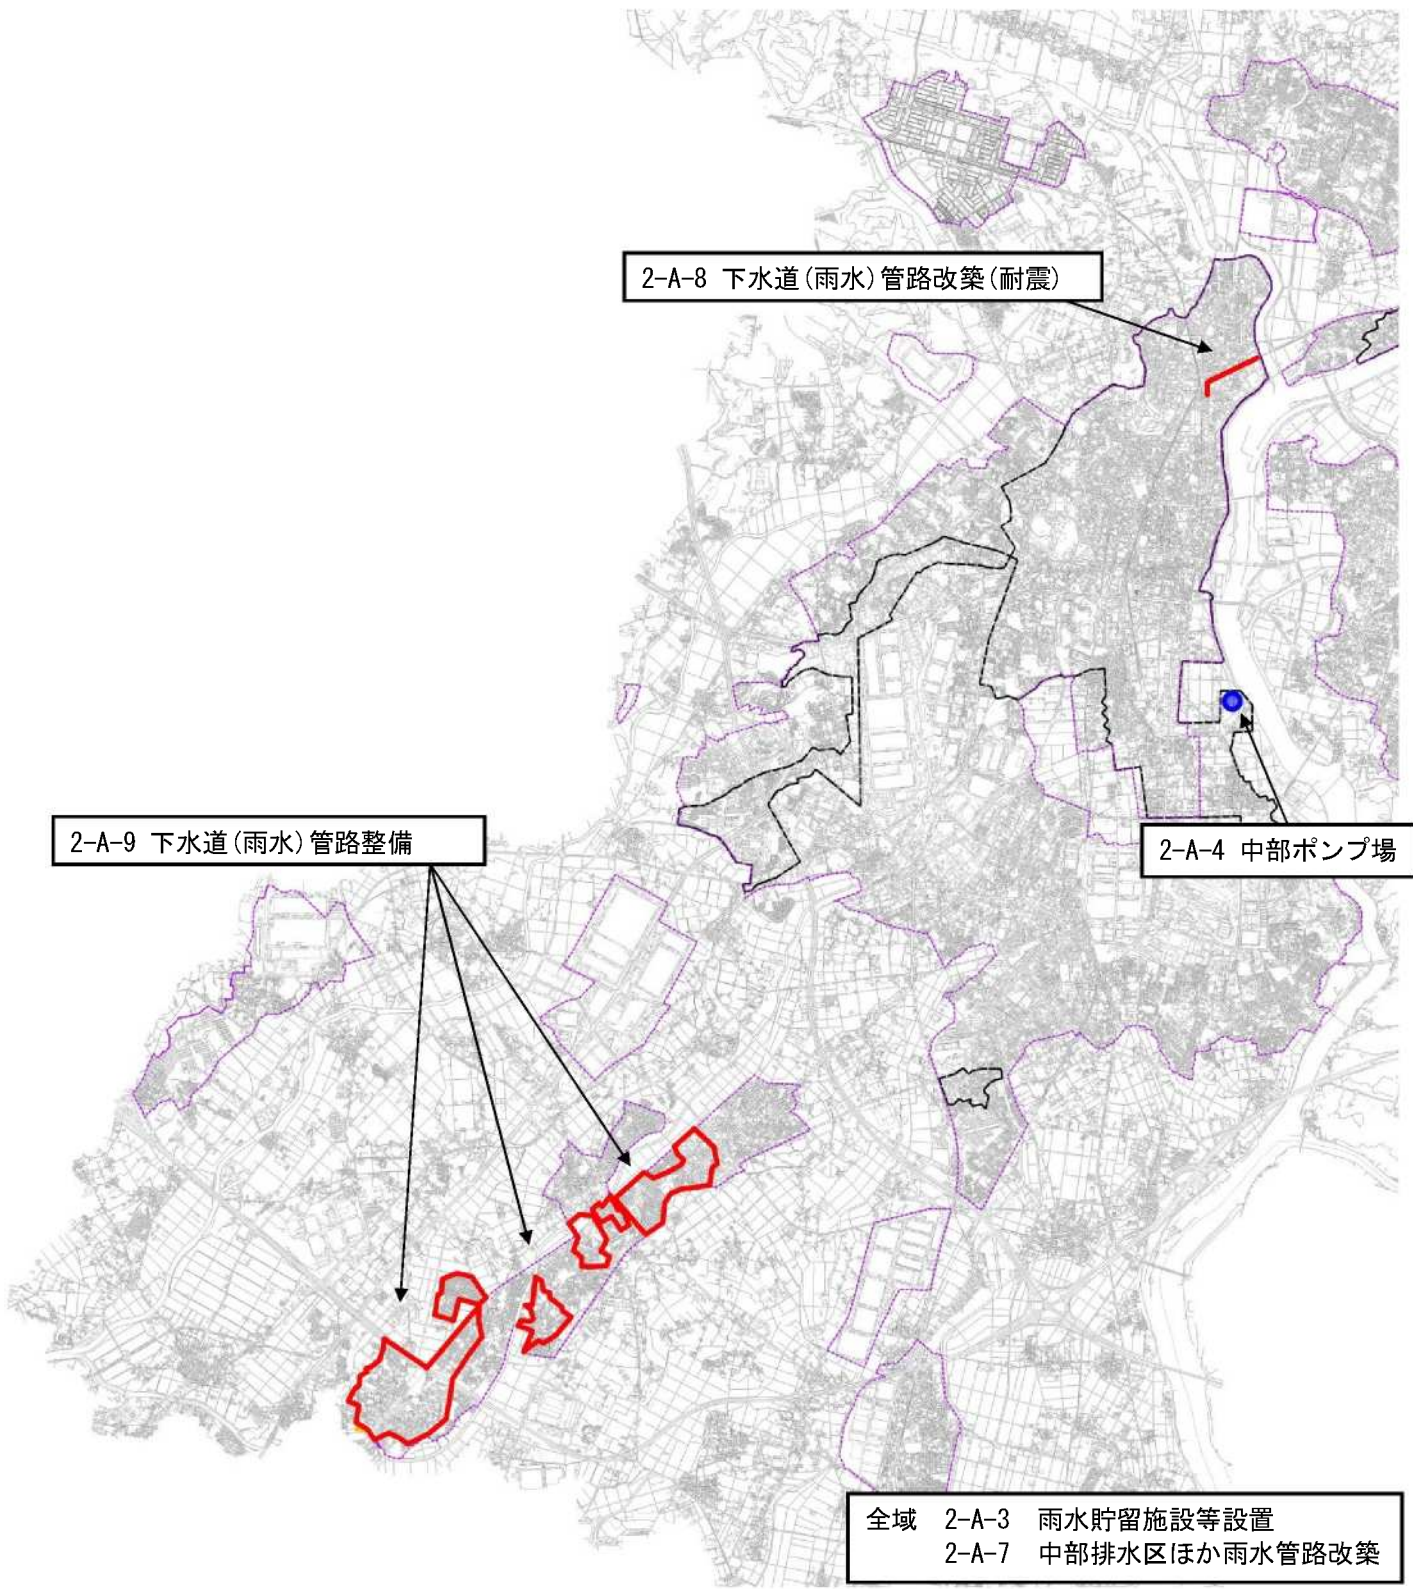 2-A-8 下水道(雨水)管路改築(耐震)
2-A-9 下水道(雨水)管路整備
2-A-4 中部ポンプ場
全域 2-A-3 雨水貯留施設等設置
2-A-7 中部排水区ほか雨水管路改築